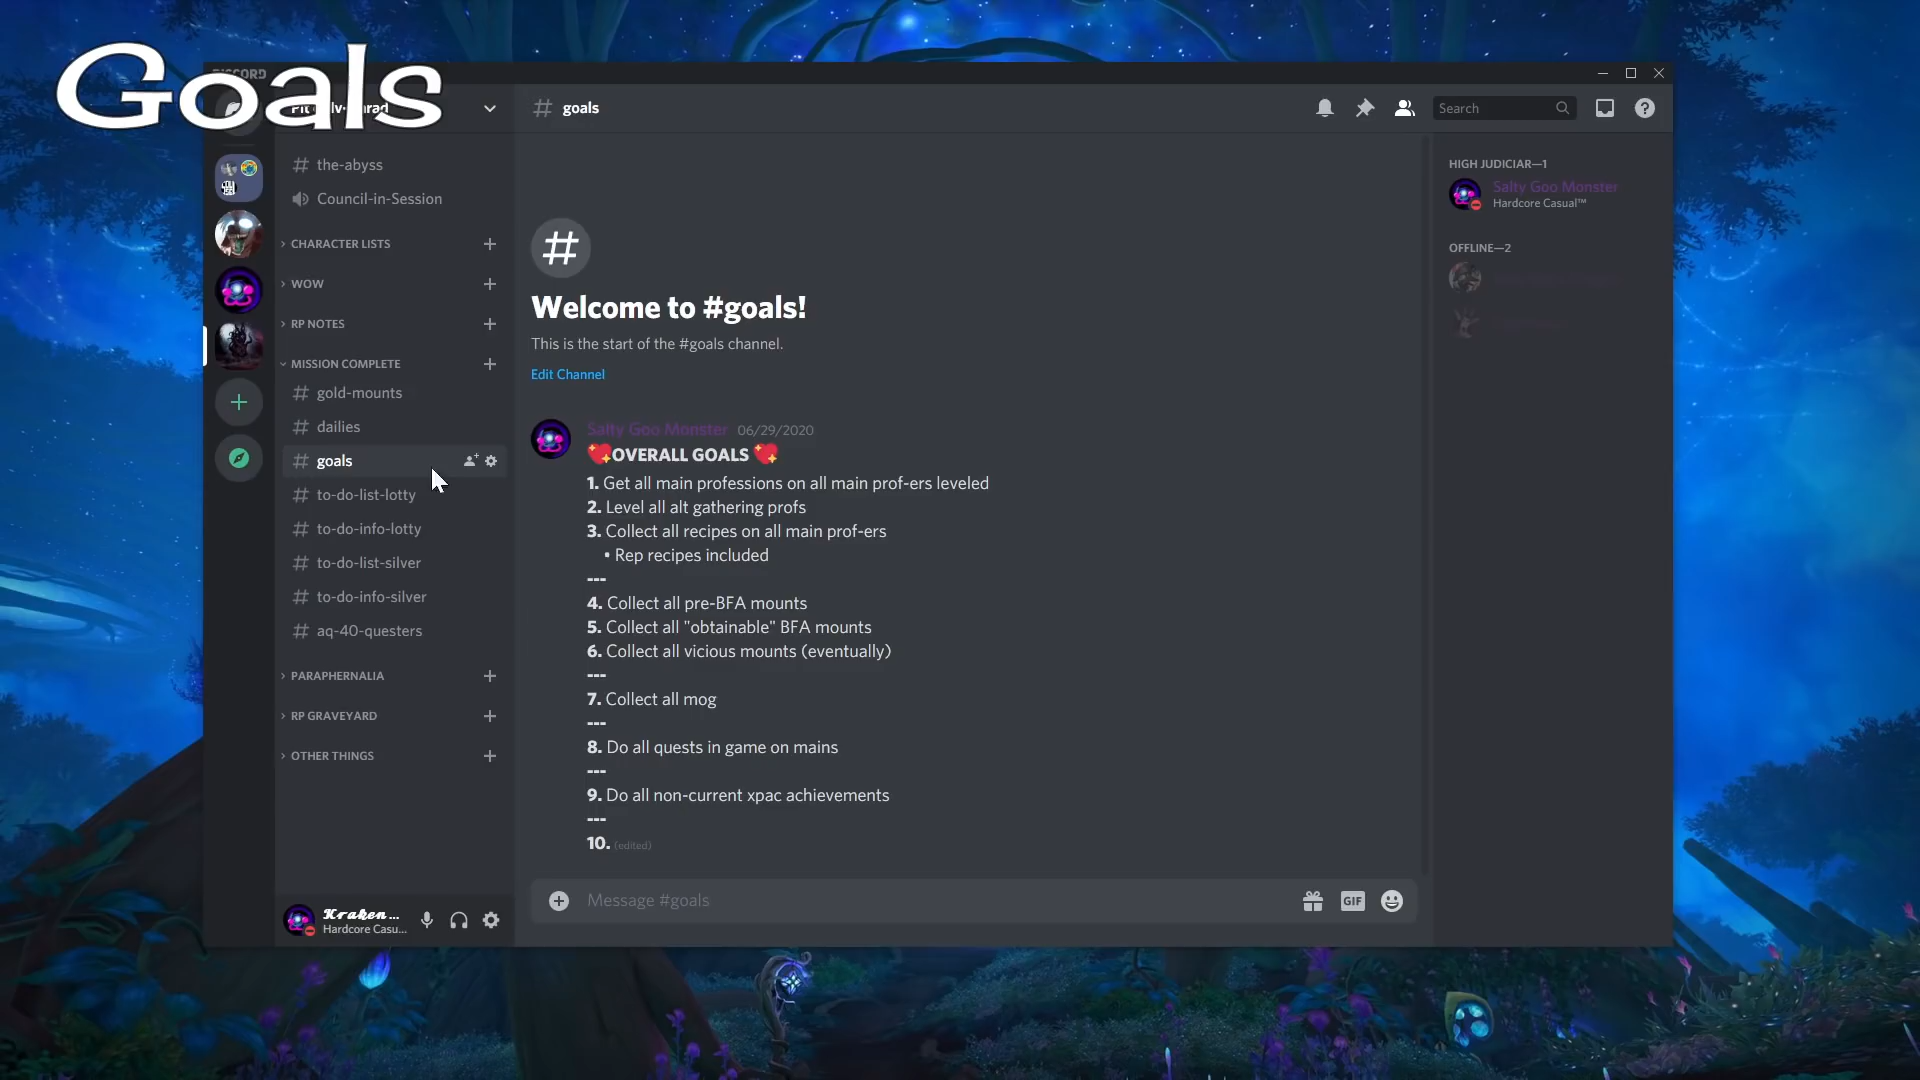 Goals
DISCORD
# goals
Search
# the-abyss
Council-in-Session
CHARACTER LISTS
WOW
RP NOTES
MISSION COMPLETE
# gold-mounts
# dailies
# goals
# to-do-list-lotty
# to-do-info-lotty
# to-do-list-silver
# to-do-info-silver
# aq-40-questers
PARAPHERNALIA
RP GRAVEYARD
OTHER THINGS
Kraken ...
Hardcore Casu...
#
Welcome to #goals!
This is the start of the #goals channel.
Edit Channel
Salty Goo Monster 06/29/2020
💖OVERALL GOALS 💖
1. Get all main professions on all main prof-ers leveled
2. Level all alt gathering profs
3. Collect all recipes on all main prof-ers
• Rep recipes included
---
4. Collect all pre-BFA mounts
5. Collect all "obtainable" BFA mounts
6. Collect all vicious mounts (eventually)
---
7. Collect all mog
---
8. Do all quests in game on mains
---
9. Do all non-current xpac achievements
---
10. (edited)
Message #goals
GIF
HIGH JUDICIAR—1
Salty Goo Monster
Hardcore Casual™
OFFLINE—2